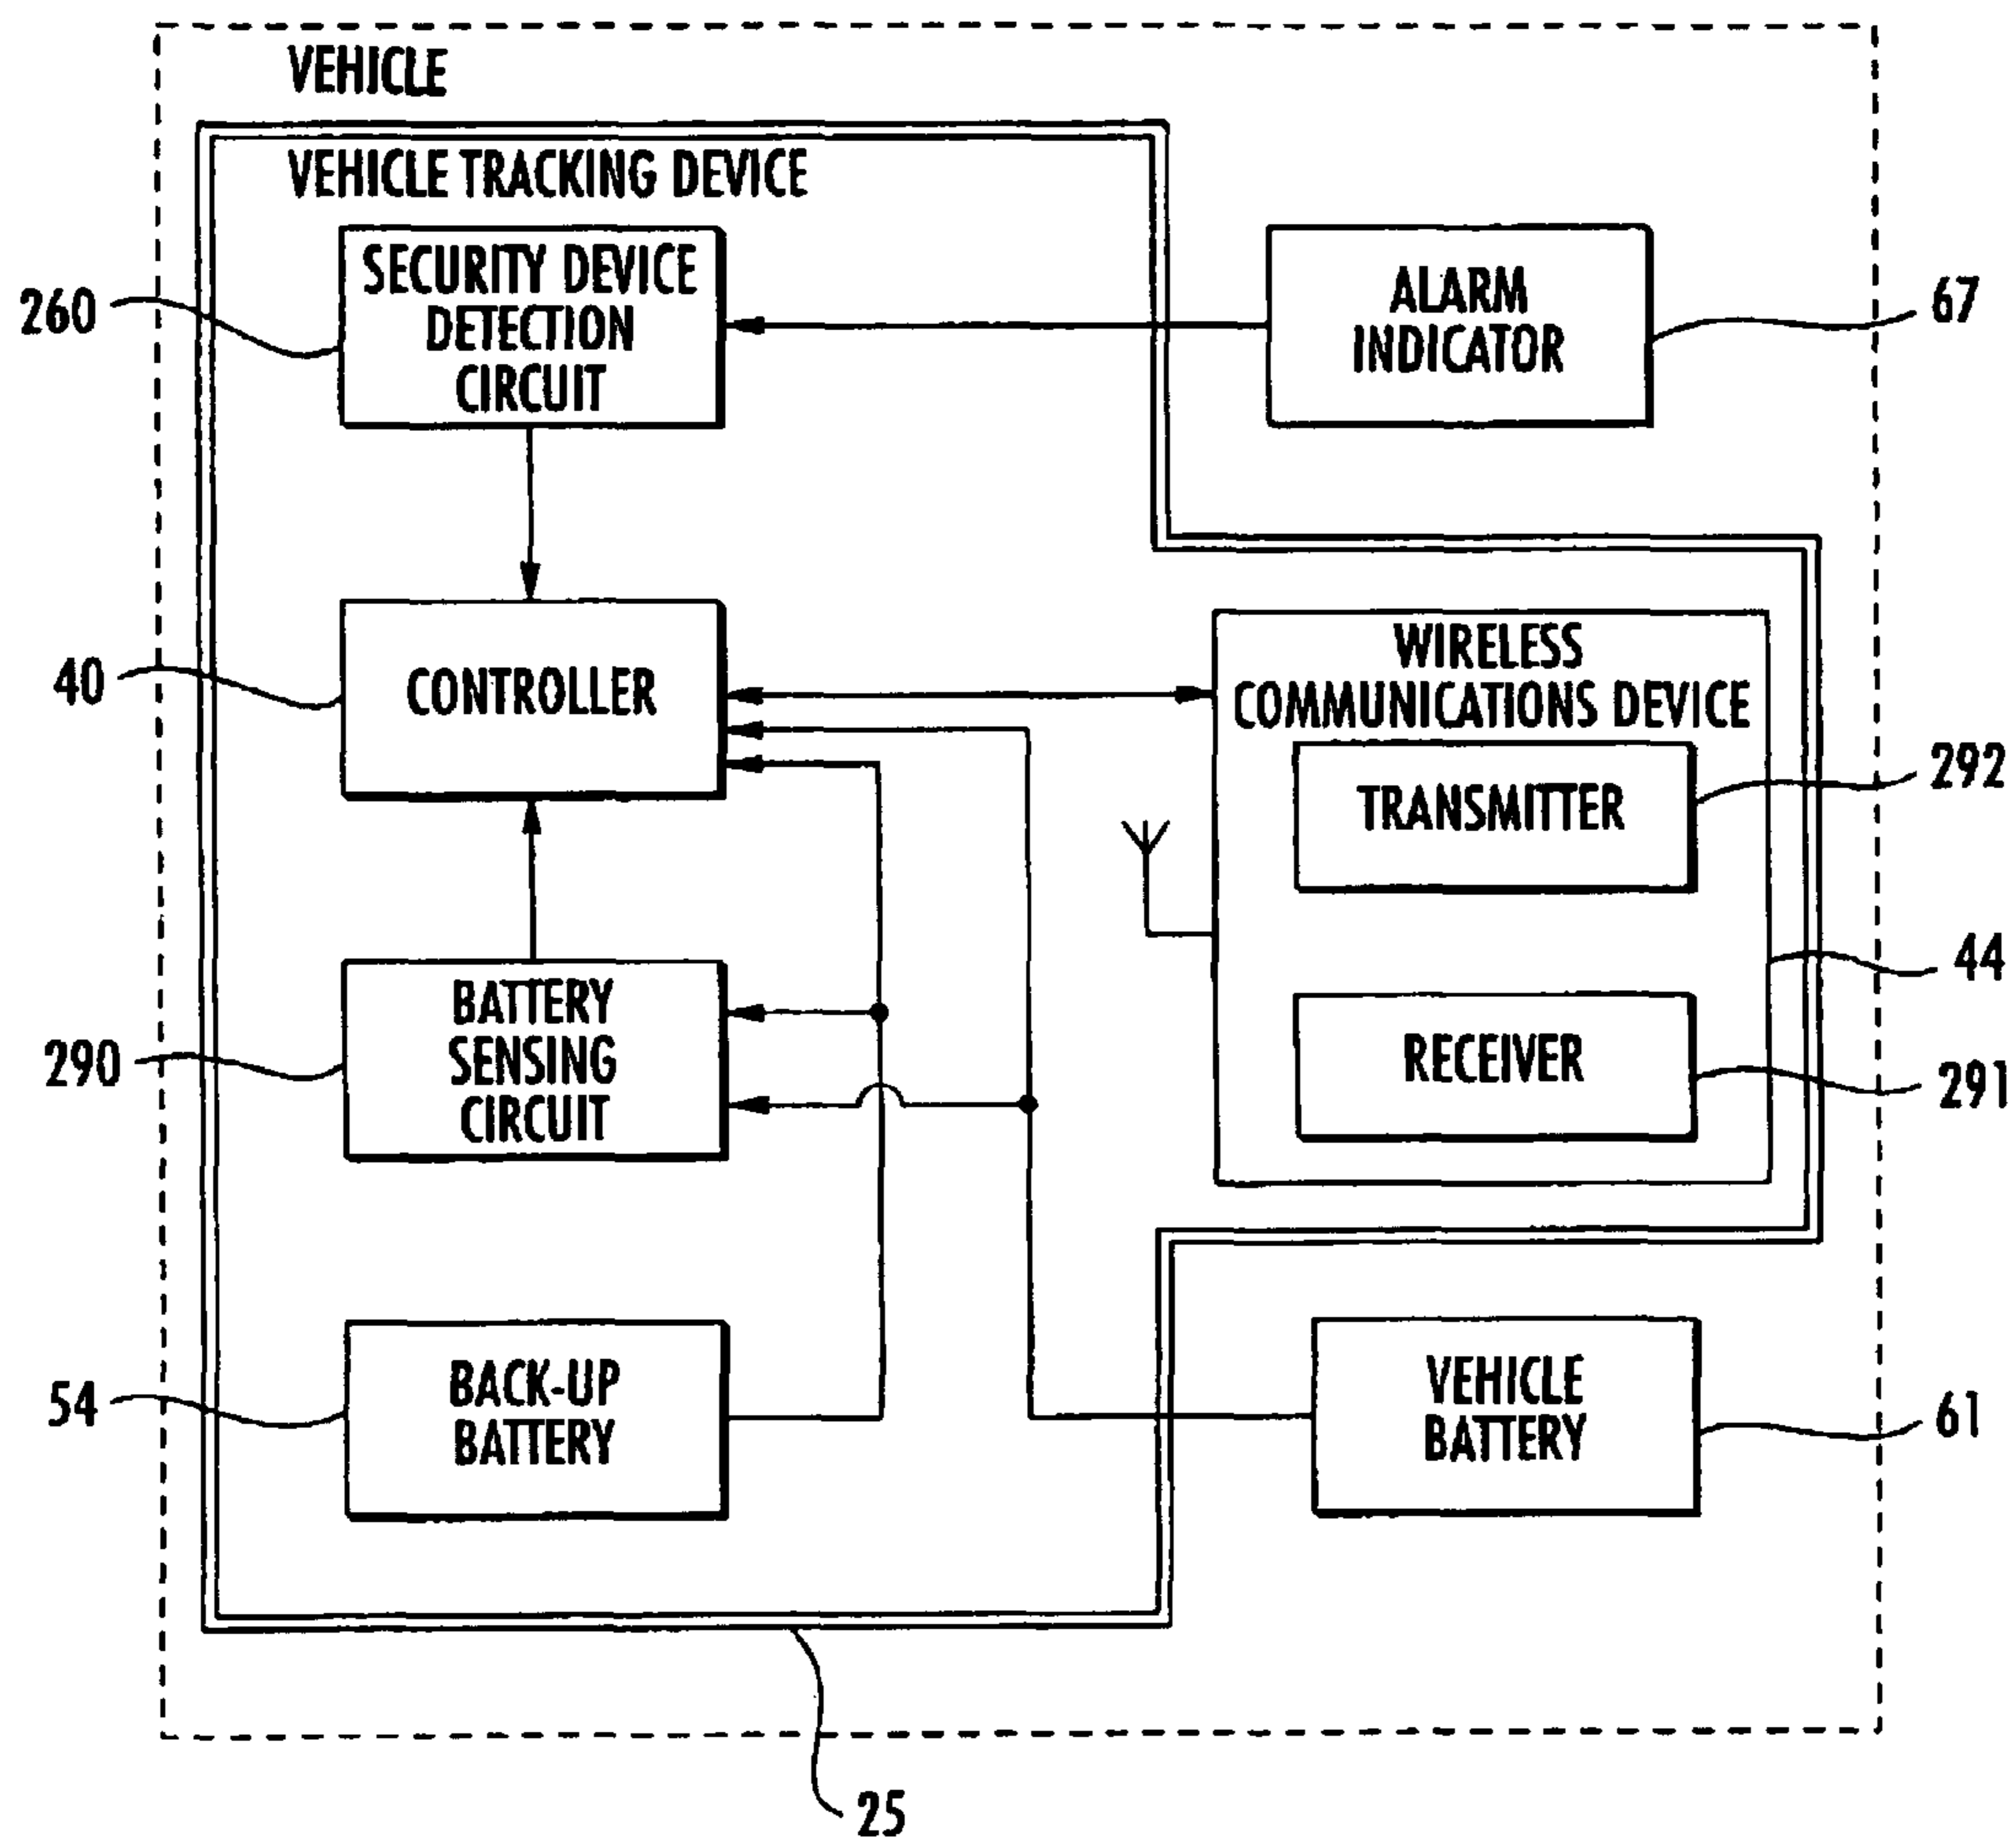 VEHICLE
VEHICLE TRACKING DEVICE
SECURITY DEVICE
DETECTION
CIRCUIT
260
ALARM
INDICATOR
67
CONTROLLER
40
WIRELESS
COMMUNICATIONS DEVICE
TRANSMITTER
292
44
RECEIVER
291
BATTERY
SENSING
CIRCUIT
290
BACK-UP
BATTERY
54
VEHICLE
BATTERY
61
25